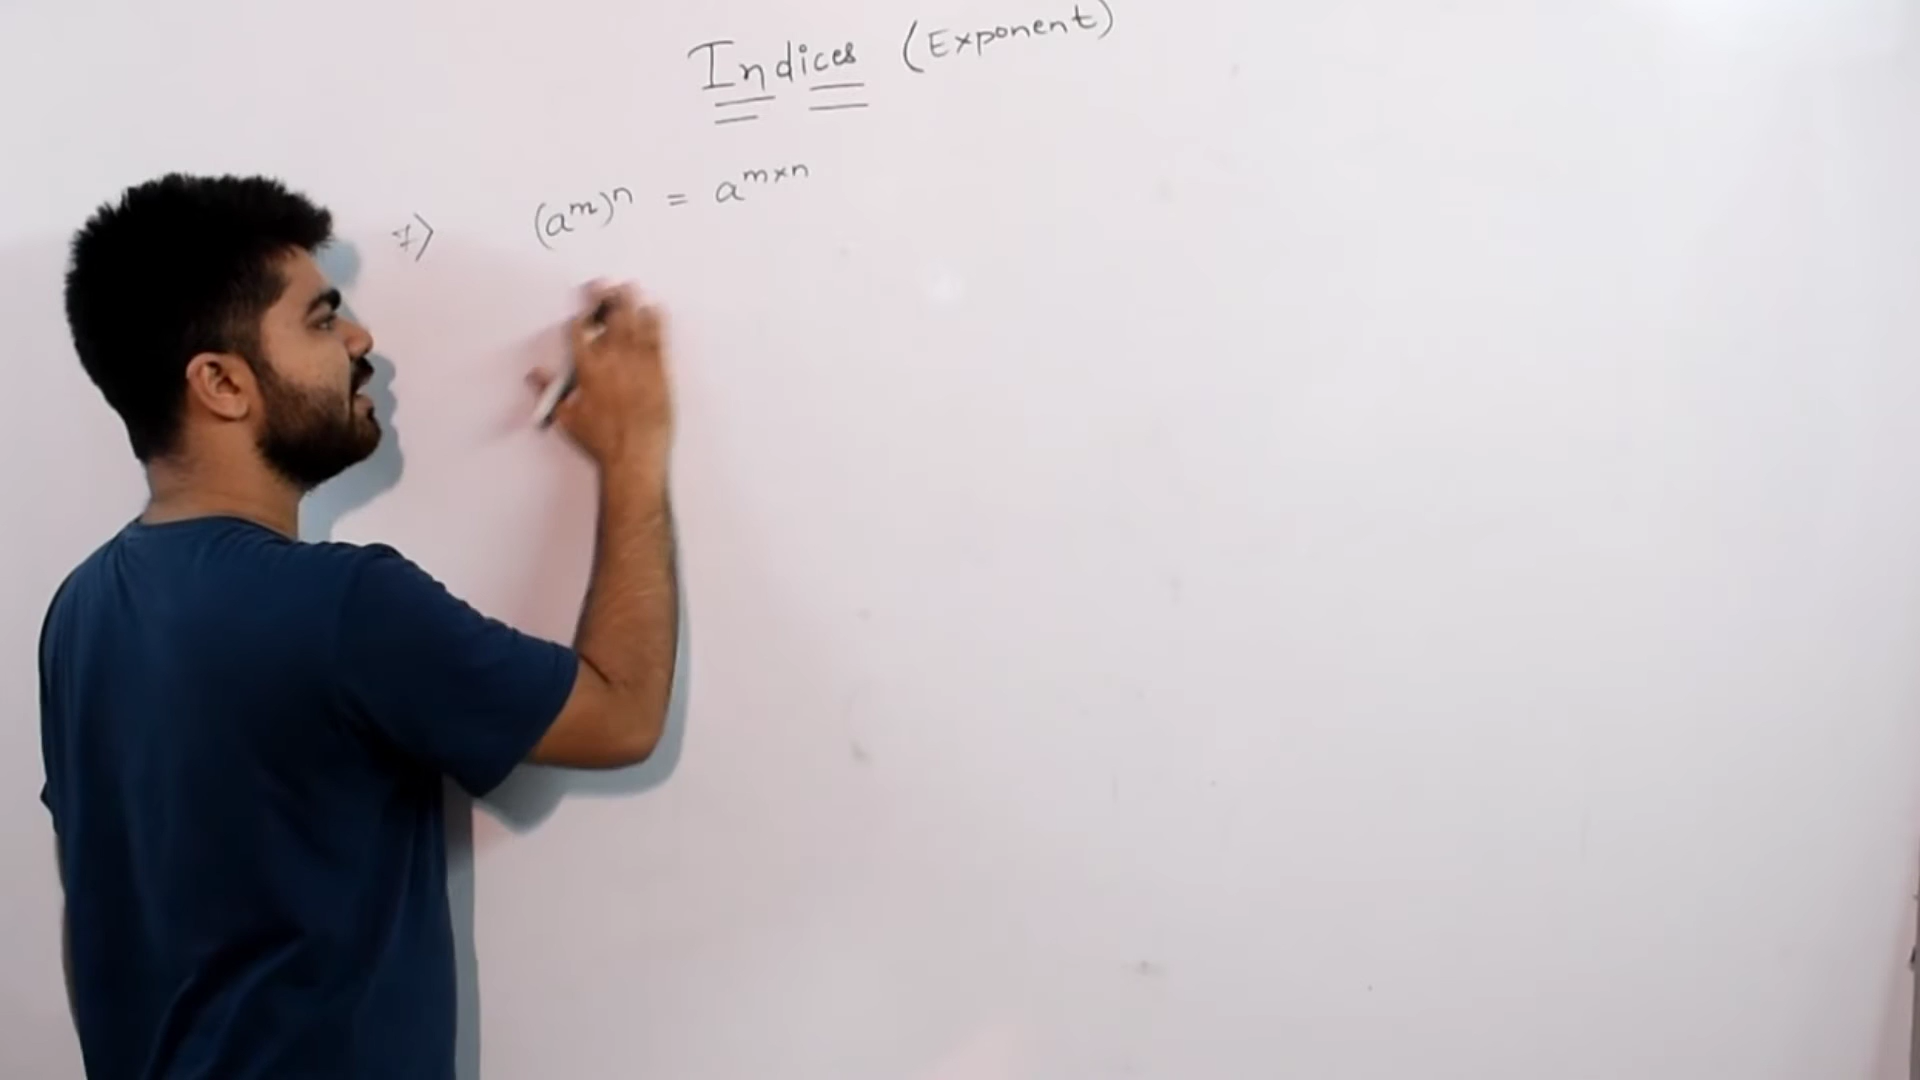 Indices (Exponent)
7) (a^m)^n = a^{m×n}